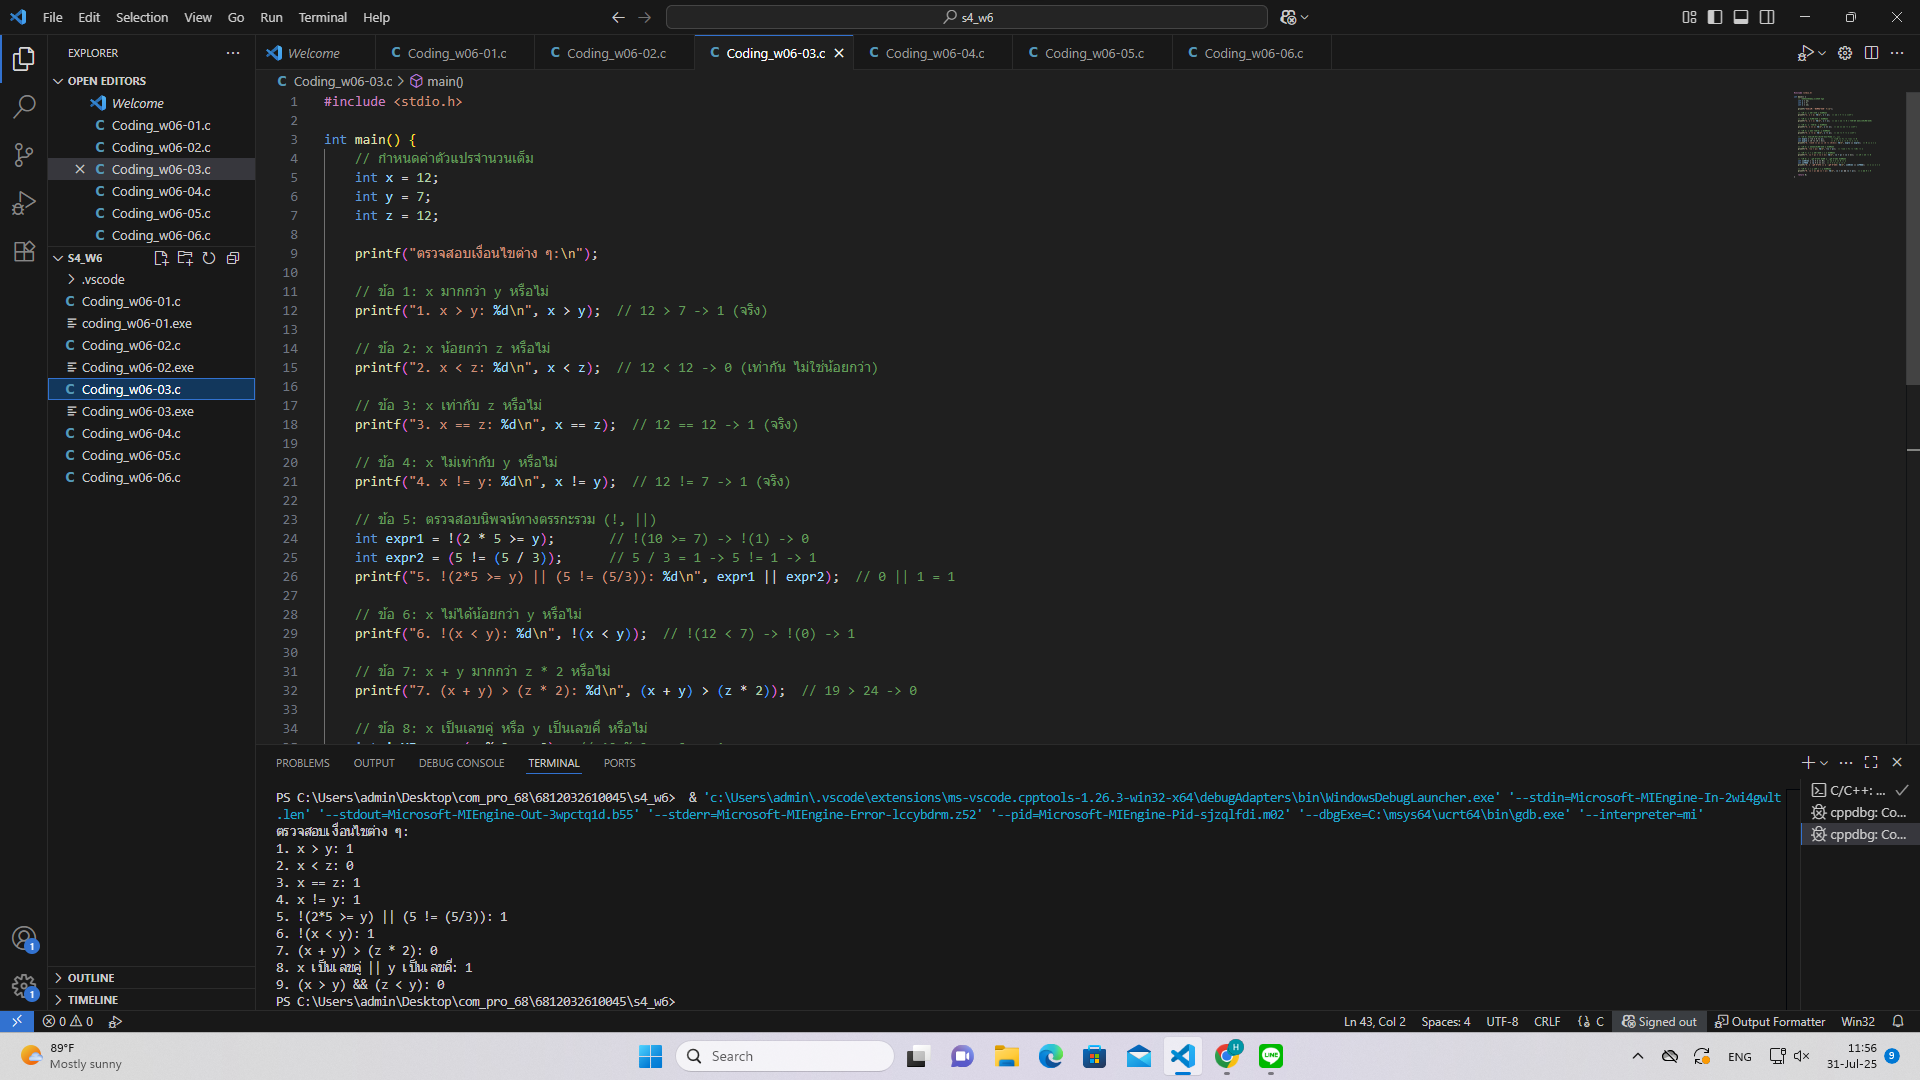 File Edit Selection View Go Run Terminal Help
s4_w6
EXPLORER
OPEN EDITORS
Welcome
Coding_w06-01.c
Coding_w06-02.c
Coding_w06-03.c
Coding_w06-04.c
Coding_w06-05.c
Coding_w06-06.c
S4_W6
.vscode
Coding_w06-01.c
coding_w06-01.exe
Coding_w06-02.c
Coding_w06-02.exe
Coding_w06-03.c
Coding_w06-03.exe
Coding_w06-04.c
Coding_w06-05.c
Coding_w06-06.c
OUTLINE
TIMELINE
Welcome Coding_w06-01.c Coding_w06-02.c Coding_w06-03.c Coding_w06-04.c Coding_w06-05.c Coding_w06-06.c
Coding_w06-03.c > main()
1 #include <stdio.h>
2
3 int main() {
4 // กำหนดค่าตัวแปรจำนวนเต็ม
5 int x = 12;
6 int y = 7;
7 int z = 12;
8
9 printf("ตรวจสอบเงื่อนไขต่าง ๆ:\n");
10
11 // ข้อ 1: x มากกว่า y หรือไม่
12 printf("1. x > y: %d\n", x > y); // 12 > 7 -> 1 (จริง)
13
14 // ข้อ 2: x น้อยกว่า z หรือไม่
15 printf("2. x < z: %d\n", x < z); // 12 < 12 -> 0 (เท่ากัน ไม่ใช่น้อยกว่า)
16
17 // ข้อ 3: x เท่ากับ z หรือไม่
18 printf("3. x == z: %d\n", x == z); // 12 == 12 -> 1 (จริง)
19
20 // ข้อ 4: x ไม่เท่ากับ y หรือไม่
21 printf("4. x != y: %d\n", x != y); // 12 != 7 -> 1 (จริง)
22
23 // ข้อ 5: ตรวจสอบนิพจน์ทางตรรกะรวม (!, ||)
24 int expr1 = !(2 * 5 >= y); // !(10 >= 7) -> !(1) -> 0
25 int expr2 = (5 != (5 / 3)); // 5 / 3 = 1 -> 5 != 1 -> 1
26 printf("5. !(2*5 >= y) || (5 != (5/3)): %d\n", expr1 || expr2); // 0 || 1 = 1
27
28 // ข้อ 6: x ไม่ได้น้อยกว่า y หรือไม่
29 printf("6. !(x < y): %d\n", !(x < y)); // !(12 < 7) -> !(0) -> 1
30
31 // ข้อ 7: x + y มากกว่า z * 2 หรือไม่
32 printf("7. (x + y) > (z * 2): %d\n", (x + y) > (z * 2)); // 19 > 24 -> 0
33
34 // ข้อ 8: x เป็นเลขคู่ หรือ y เป็นเลขคี่ หรือไม่
PROBLEMS OUTPUT DEBUG CONSOLE TERMINAL PORTS
PS C:\Users\admin\Desktop\com_pro_68\6812032610045\s4_w6> & 'c:\Users\admin\.vscode\extensions\ms-vscode.cpptools-1.26.3-win32-x64\debugAdapters\bin\WindowsDebugLauncher.exe' '--stdin=Microsoft-MIEngine-In-2wi4gwlt
.len' '--stdout=Microsoft-MIEngine-Out-3wpctq1d.b55' '--stderr=Microsoft-MIEngine-Error-lccybdrm.z52' '--pid=Microsoft-MIEngine-Pid-sjzqlfdi.m02' '--dbgExe=C:\msys64\ucrt64\bin\gdb.exe' '--interpreter=mi'
ตรวจสอบเงื่อนไขต่าง ๆ:
1. x > y: 1
2. x < z: 0
3. x == z: 1
4. x != y: 1
5. !(2*5 >= y) || (5 != (5/3)): 1
6. !(x < y): 1
7. (x + y) > (z * 2): 0
8. x เป็นเลขคู่ || y เป็นเลขคี่: 1
9. (x > y) && (z < y): 0
PS C:\Users\admin\Desktop\com_pro_68\6812032610045\s4_w6>
C/C++: ...
cppdbg: Co...
cppdbg: Co...
1
1
0 0
Ln 43, Col 2 Spaces: 4 UTF-8 CRLF {} C Signed out Output Formatter Win32
89°F
Mostly sunny
Search
H
LINE
ENG
11:56
31-Jul-25
9